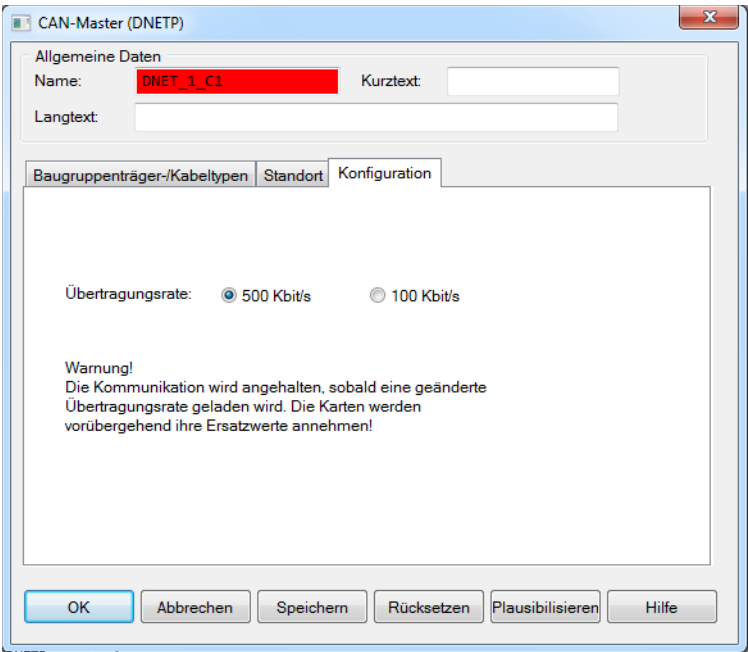 CAN-Master (DNETP)
Allgemeine Daten
Name: DNET_1_C1 Kurztext:
Langtext:
Baugruppenträger-/Kabeltypen Standort Konfiguration
Übertragungsrate: 500 Kbit/s 100 Kbit/s
Warnung!
Die Kommunikation wird angehalten, sobald eine geänderte
Übertragungsrate geladen wird. Die Karten werden
vorübergehend ihre Ersatzwerte annehmen!
OK Abbrechen Speichern Rücksetzen Plausibilisieren Hilfe